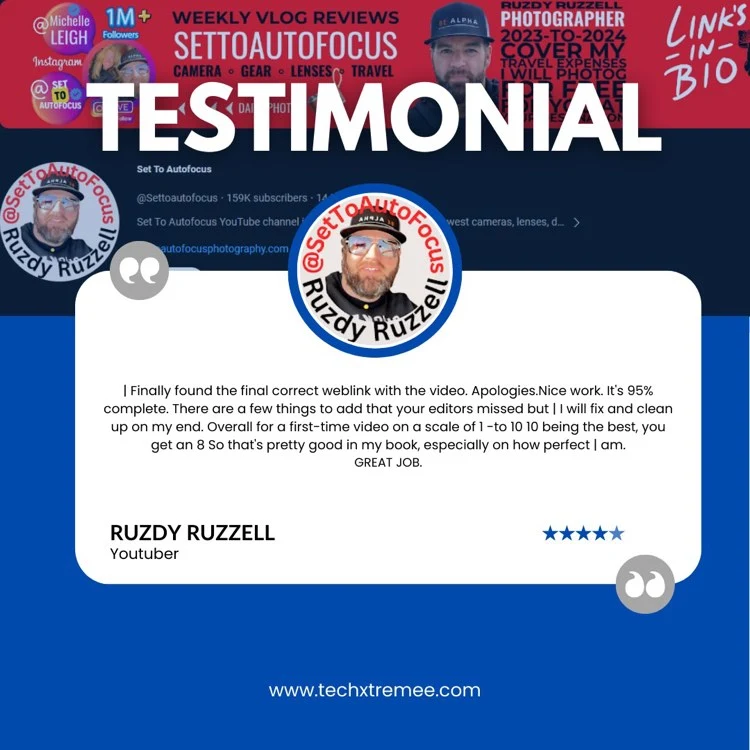 @Michelle
LEIGH
Instagram
@ SET
TO
AUTOFOCUS
1M+
Followers
LIVE
WEEKLY VLOG REVIEWS
SETTOAUTOFOCUS
CAMERA ∘ GEAR ∘ LENSES ∘ TRAVEL
ALPHA
RUZDY RUZZELL
PHOTOGRAPHER
2023-TO-2024
COVER MY
TRAVEL EXPENSES
I WILL PHOTOG
LINK'S
-IN-
BIO
TESTIMONIAL
Set To Autofocus
@Settoautofocus · 159K subscribers · 14
Set To Autofocus YouTube channel
west cameras, lenses, d... >
autofocusphotography.com
@SetToAutoFocus
Ruzdy Ruzzell
@SetToAutoFocus
Ruzdy Ruzzell
| Finally found the final correct weblink with the video. Apologies.Nice work. It's 95%
complete. There are a few things to add that your editors missed but | I will fix and clean
up on my end. Overall for a first-time video on a scale of 1 -to 10 10 being the best, you
get an 8 So that's pretty good in my book, especially on how perfect | am.
GREAT JOB.
RUZDY RUZZELL
Youtuber
www.techxtremee.com